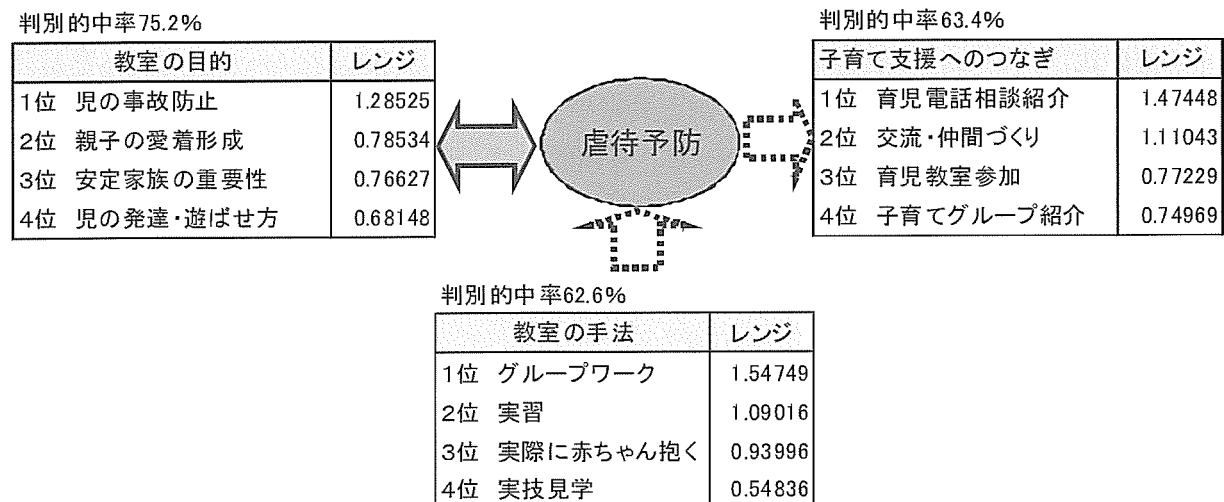 判別的中率75.2%
教室の目的 レンジ
1位 児の事故防止 1.28525
2位 親子の愛着形成 0.78534
3位 安定家族の重要性 0.76627
4位 児の発達・遊ばせ方 0.68148
虐待予防
判別的中率63.4%
子育て支援へのつなぎ レンジ
1位 育児電話相談紹介 1.47448
2位 交流・仲間づくり 1.11043
3位 育児教室参加 0.77229
4位 子育てグループ紹介 0.74969
判別的中率62.6%
教室の手法 レンジ
1位 グループワーク 1.54749
2位 実習 1.09016
3位 実際に赤ちゃん抱く 0.93996
4位 実技見学 0.54836